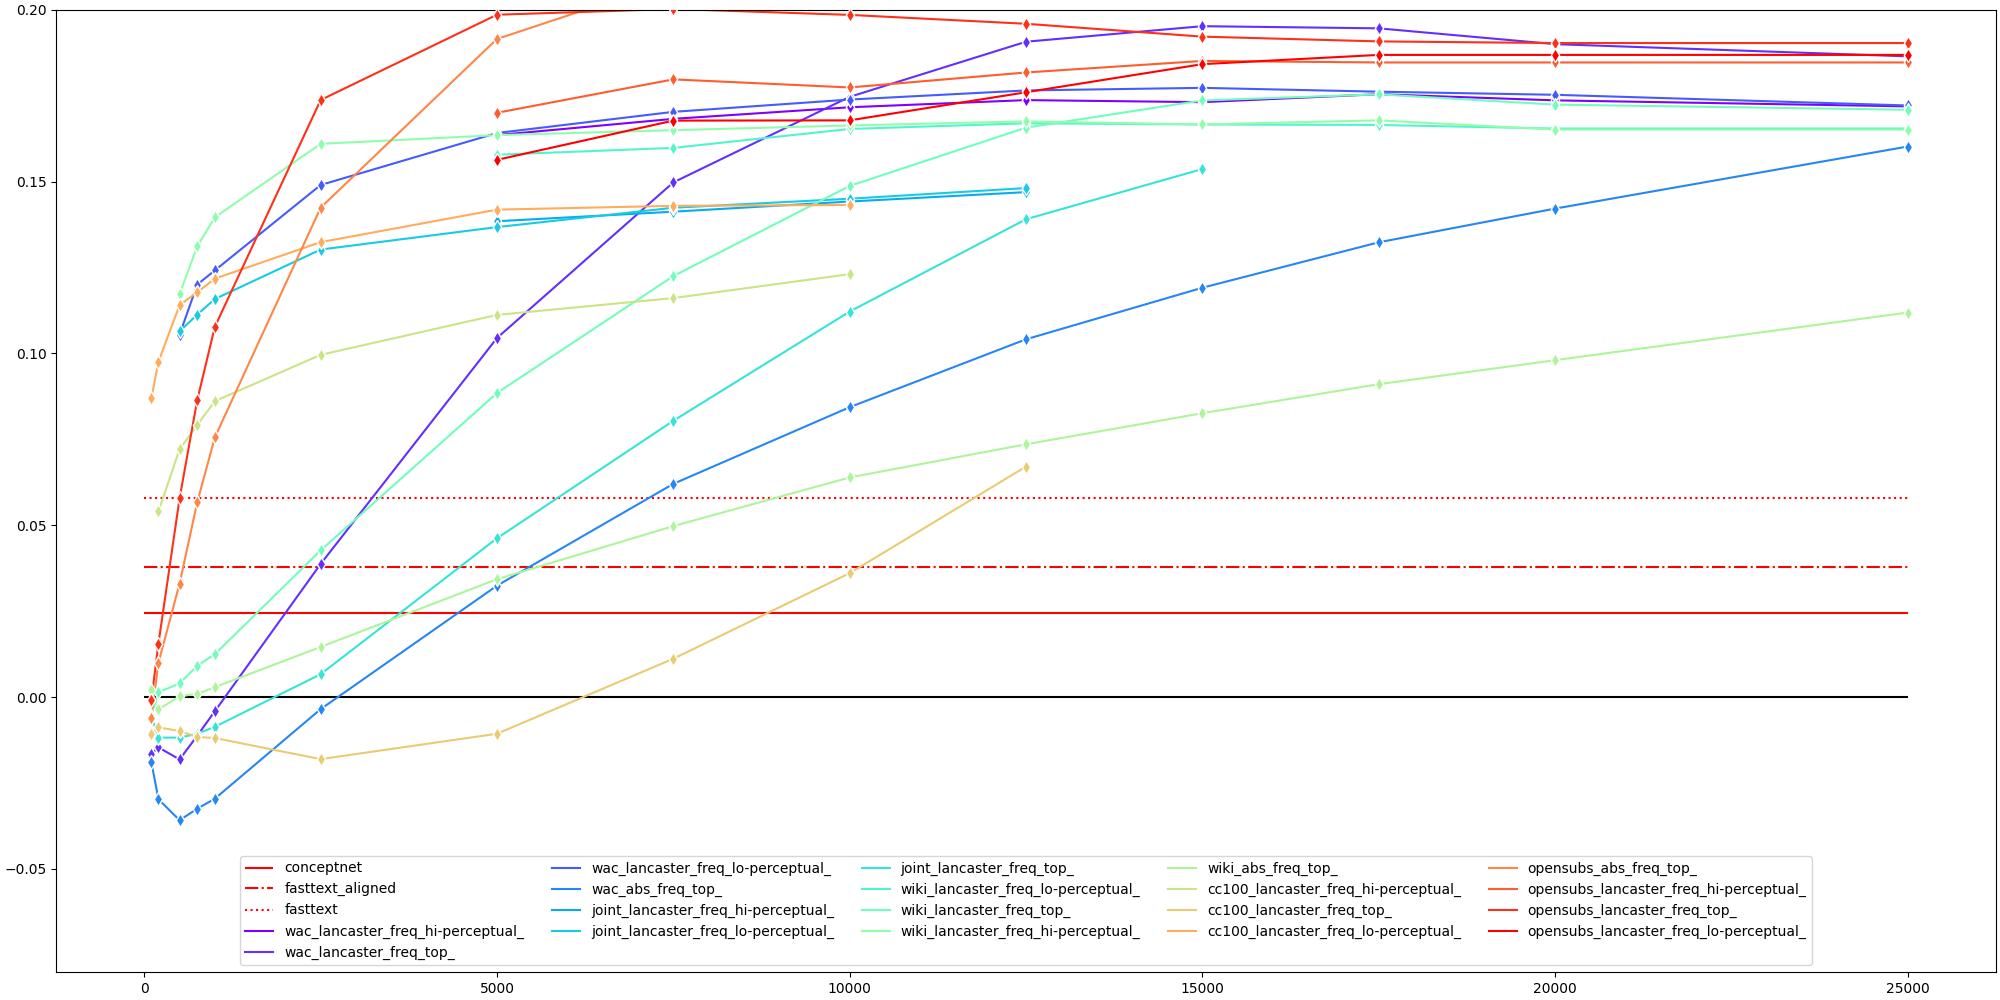 0.20
0.15
0.10
0.05
0.00
−0.05
conceptnet
fasttext_aligned
fasttext
wac_lancaster_freq_hi-perceptual_
wac_lancaster_freq_top_
wac_lancaster_freq_lo-perceptual_
wac_abs_freq_top_
joint_lancaster_freq_hi-perceptual_
joint_lancaster_freq_lo-perceptual_
joint_lancaster_freq_top_
wiki_lancaster_freq_lo-perceptual_
wiki_lancaster_freq_top_
wiki_lancaster_freq_hi-perceptual_
wiki_abs_freq_top_
cc100_lancaster_freq_hi-perceptual_
cc100_lancaster_freq_top_
cc100_lancaster_freq_lo-perceptual_
opensubs_abs_freq_top_
opensubs_lancaster_freq_hi-perceptual_
opensubs_lancaster_freq_top_
opensubs_lancaster_freq_lo-perceptual_
0 5000 10000 15000 20000 25000